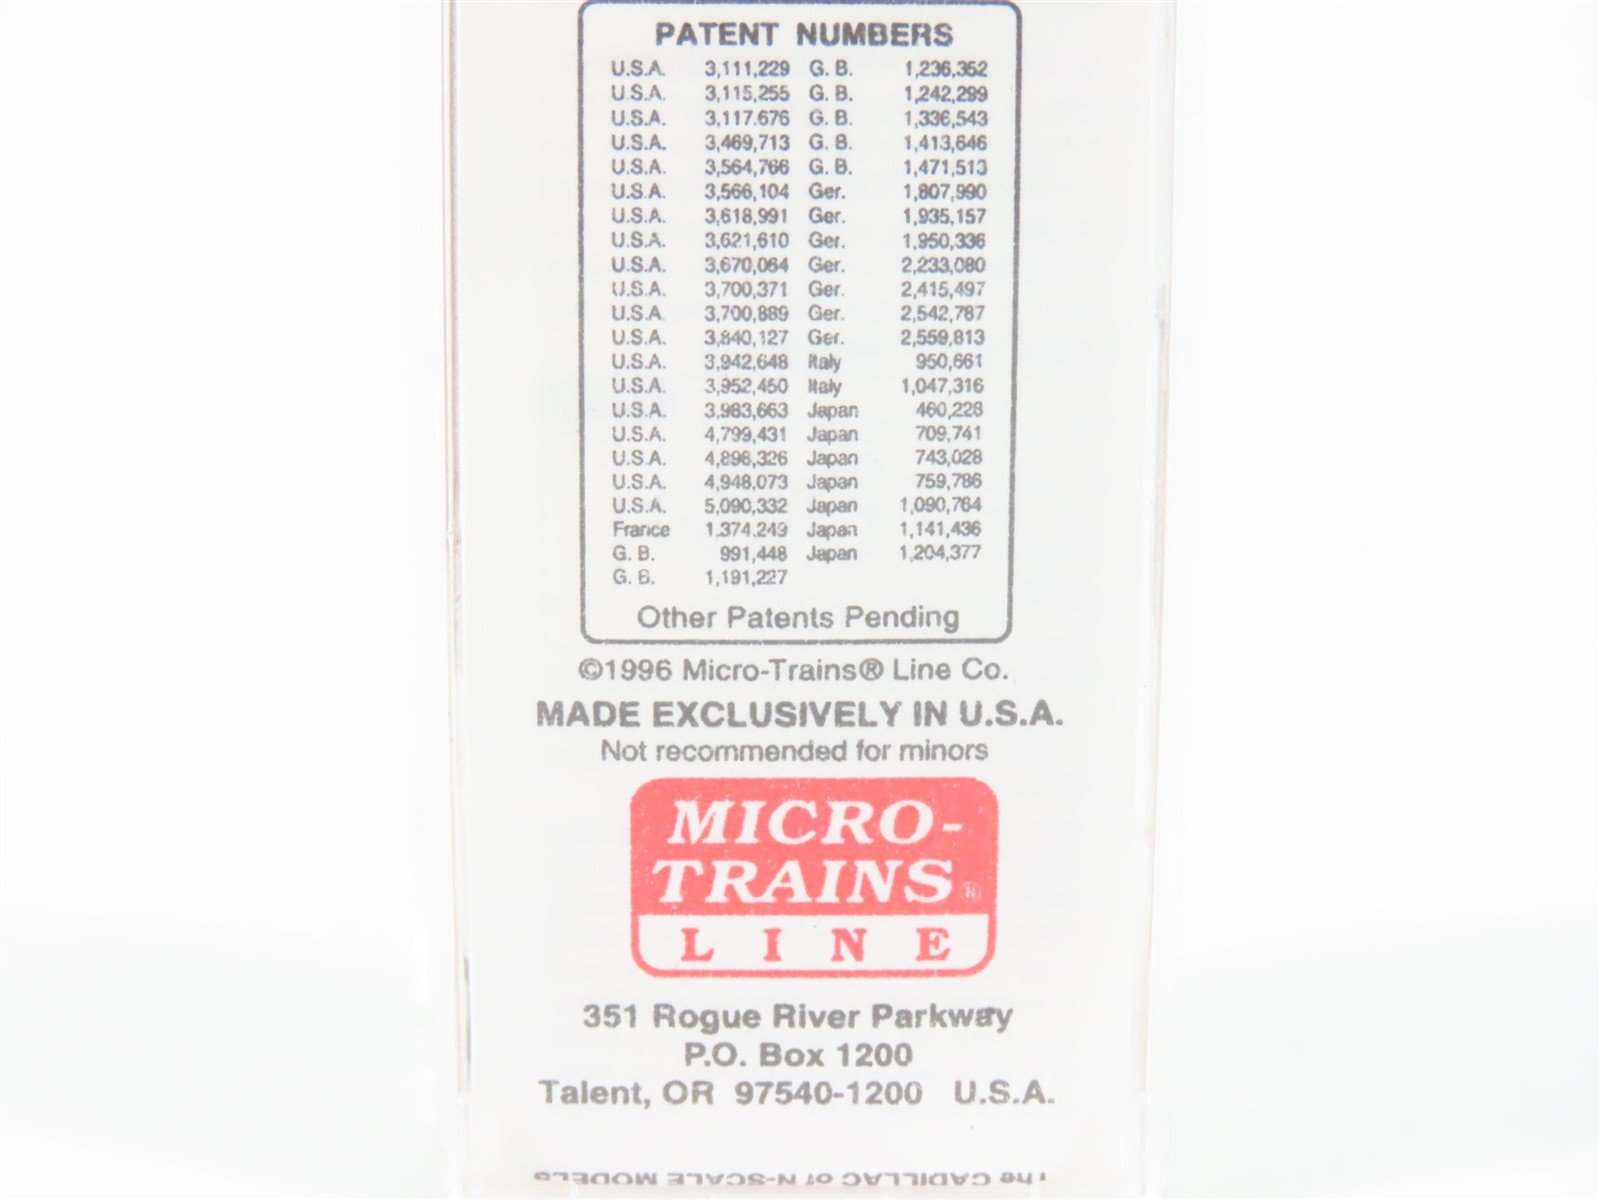 PATENT NUMBERS
U.S.A. 3,111,229 G. B. 1,236,352
U.S.A. 3,115,255 G. B. 1,242,299
U.S.A. 3,117,676 G. B. 1,336,543
U.S.A. 3,469,713 G. B. 1,413,646
U.S.A. 3,564,766 G. B. 1,471,513
U.S.A. 3,566,104 Ger. 1,807,990
U.S.A. 3,618,991 Ger. 1,935,157
U.S.A. 3,621,610 Ger. 1,950,336
U.S.A. 3,670,064 Ger. 2,233,080
U.S.A. 3,700,371 Ger. 2,415,497
U.S.A. 3,700,889 Ger. 2,542,787
U.S.A. 3,840,127 Ger. 2,559,813
U.S.A. 3,942,648 Italy 950,661
U.S.A. 3,952,450 Italy 1,047,316
U.S.A. 3,983,663 Japan 460,228
U.S.A. 4,799,431 Japan 709,741
U.S.A. 4,898,326 Japan 743,028
U.S.A. 4,948,073 Japan 759,786
U.S.A. 5,090,332 Japan 1,090,764
France 1,374,249 Japan 1,141,436
G. B. 991,448 Japan 1,204,377
G. B. 1,191,227
Other Patents Pending
©1996 Micro-Trains® Line Co.
MADE EXCLUSIVELY IN U.S.A.
Not recommended for minors
MICRO-
TRAINS®
LINE
351 Rogue River Parkway
P.O. Box 1200
Talent, OR 97540-1200 U.S.A.
The CADILLAC of N-SCALE MODELS